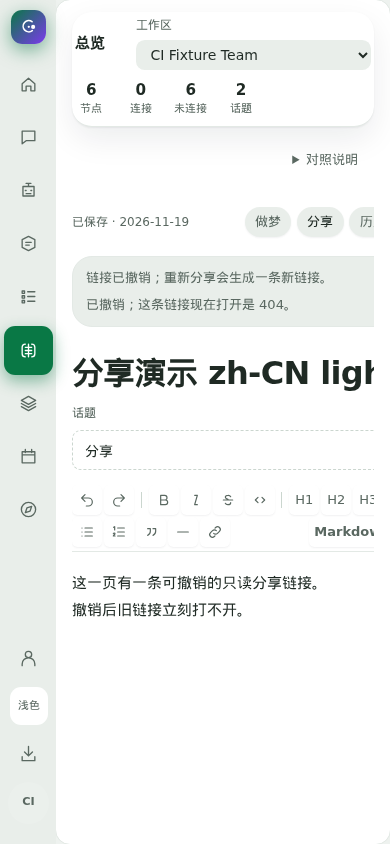 总览
工作区
CI Fixture Team
6 0 6 2
节点 连接 未连接 话题
▶ 对照说明
已保存 · 2026-11-19
做梦 分享 历
链接已撤销；重新分享会生成一条新链接。
已撤销；这条链接现在打开是 404。
分享演示 zh-CN ligh
话题
分享
B I S <> H1 H2 H3
Markdow
这一页有一条可撤销的只读分享链接。
撤销后旧链接立刻打不开。
浅色
CI